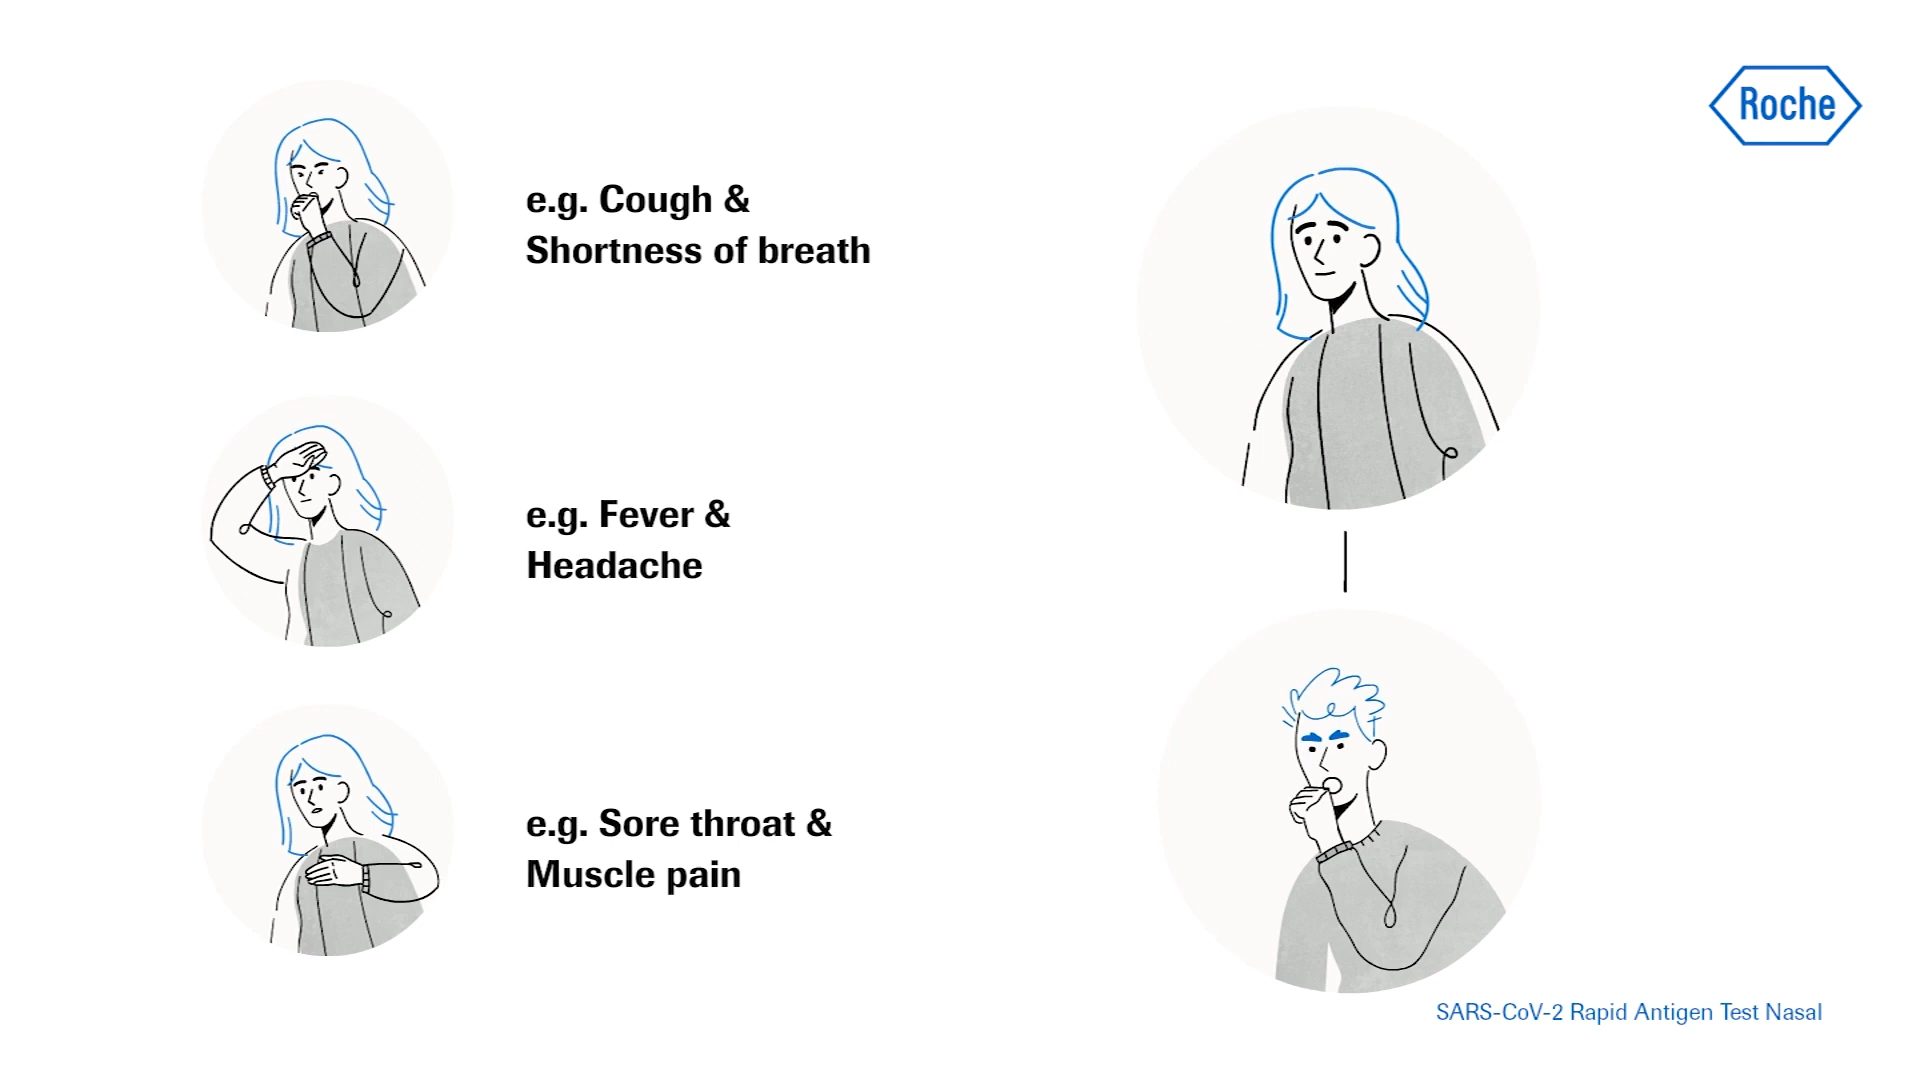 Roche
e.g. Cough &
Shortness of breath
e.g. Fever &
Headache
e.g. Sore throat &
Muscle pain
SARS-CoV-2 Rapid Antigen Test Nasal